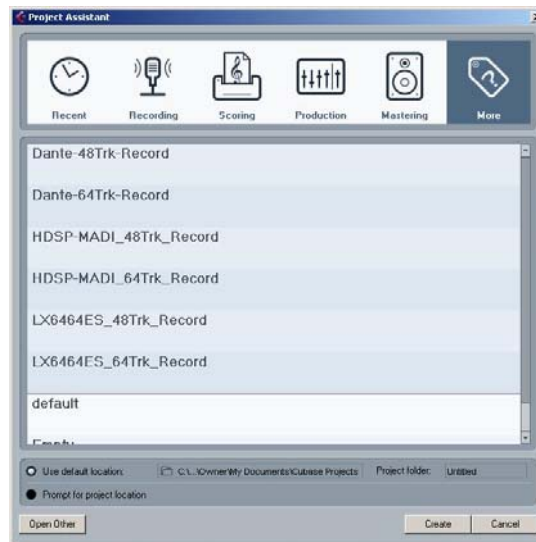 Project Assistant
Recent Recording Scoring Production Mastering More
Dante-48Trk-Record
Dante-64Trk-Record
HDSP-MADI_48Trk_Record
HDSP-MADI_64Trk_Record
LX6464ES_48Trk_Record
LX6464ES_64Trk_Record
default
Empty
Use default location: C:\...\Owner\My Documents\Cubase Projects Project folder: Untitled
Prompt for project location
Open Other Create Cancel